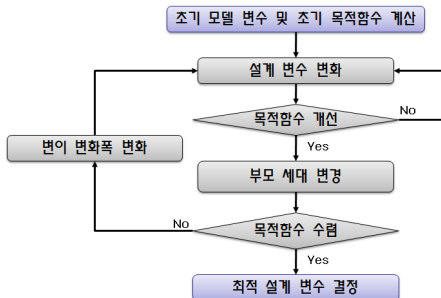 초기 모델 변수 및 초기 목적함수 계산
설계 변수 변화
목적함수 개선
No
Yes
변이 변화폭 변화
부모 세대 변경
No
목적함수 수렴
Yes
최적 설계 변수 결정